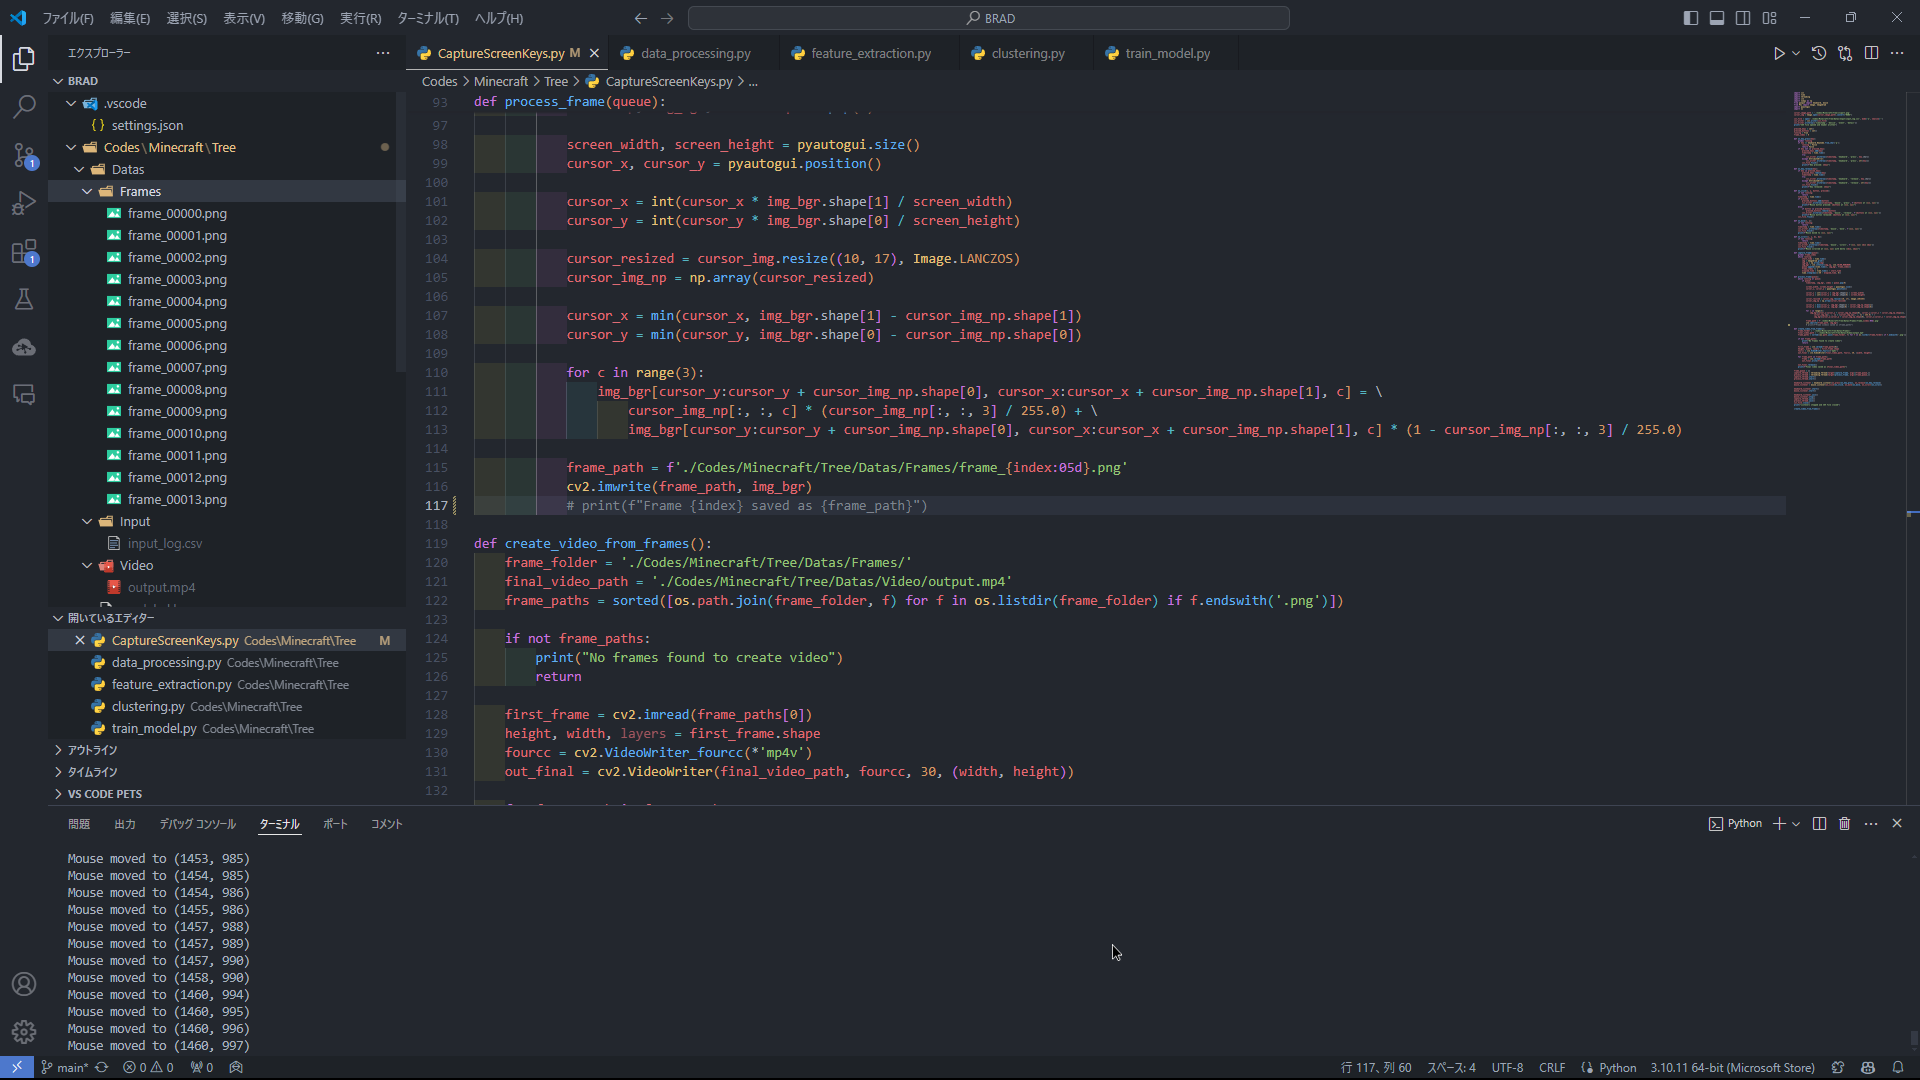 ファイル(F) 編集(E) 選択(S) 表示(V) 移動(G) 実行(R) ターミナル(T) ヘルプ(H)
BRAD
エクスプローラー
BRAD
.vscode
settings.json
Codes\Minecraft\Tree
Datas
Frames
frame_00000.png
frame_00001.png
frame_00002.png
frame_00003.png
frame_00004.png
frame_00005.png
frame_00006.png
frame_00007.png
frame_00008.png
frame_00009.png
frame_00010.png
frame_00011.png
frame_00012.png
frame_00013.png
Input
input_log.csv
Video
output.mp4
開いているエディター
CaptureScreenKeys.py Codes\Minecraft\Tree M
data_processing.py Codes\Minecraft\Tree
feature_extraction.py Codes\Minecraft\Tree
clustering.py Codes\Minecraft\Tree
train_model.py Codes\Minecraft\Tree
アウトライン
タイムライン
VS CODE PETS
1
1
CaptureScreenKeys.py M data_processing.py feature_extraction.py clustering.py train_model.py
Codes > Minecraft > Tree > CaptureScreenKeys.py > ...
93 def process_frame(queue):
97
98 screen_width, screen_height = pyautogui.size()
99 cursor_x, cursor_y = pyautogui.position()
100
101 cursor_x = int(cursor_x * img_bgr.shape[1] / screen_width)
102 cursor_y = int(cursor_y * img_bgr.shape[0] / screen_height)
103
104 cursor_resized = cursor_img.resize((10, 17), Image.LANCZOS)
105 cursor_img_np = np.array(cursor_resized)
106
107 cursor_x = min(cursor_x, img_bgr.shape[1] - cursor_img_np.shape[1])
108 cursor_y = min(cursor_y, img_bgr.shape[0] - cursor_img_np.shape[0])
109
110 for c in range(3):
111 img_bgr[cursor_y:cursor_y + cursor_img_np.shape[0], cursor_x:cursor_x + cursor_img_np.shape[1], c] = \
112 cursor_img_np[:, :, c] * (cursor_img_np[:, :, 3] / 255.0) + \
113 img_bgr[cursor_y:cursor_y + cursor_img_np.shape[0], cursor_x:cursor_x + cursor_img_np.shape[1], c] * (1 - cursor_img_np[:, :, 3] / 255.0)
114
115 frame_path = f'./Codes/Minecraft/Tree/Datas/Frames/frame_{index:05d}.png'
116 cv2.imwrite(frame_path, img_bgr)
117 # print(f"Frame {index} saved as {frame_path}")
118
119 def create_video_from_frames():
120 frame_folder = './Codes/Minecraft/Tree/Datas/Frames/'
121 final_video_path = './Codes/Minecraft/Tree/Datas/Video/output.mp4'
122 frame_paths = sorted([os.path.join(frame_folder, f) for f in os.listdir(frame_folder) if f.endswith('.png')])
123
124 if not frame_paths:
125 print("No frames found to create video")
126 return
127
128 first_frame = cv2.imread(frame_paths[0])
129 height, width, layers = first_frame.shape
130 fourcc = cv2.VideoWriter_fourcc(*'mp4v')
131 out_final = cv2.VideoWriter(final_video_path, fourcc, 30, (width, height))
132
問題 出力 デバッグ コンソール ターミナル ポート コメント
Python
Mouse moved to (1453, 985)
Mouse moved to (1454, 985)
Mouse moved to (1454, 986)
Mouse moved to (1455, 986)
Mouse moved to (1457, 988)
Mouse moved to (1457, 989)
Mouse moved to (1457, 990)
Mouse moved to (1458, 990)
Mouse moved to (1460, 994)
Mouse moved to (1460, 995)
Mouse moved to (1460, 996)
Mouse moved to (1460, 997)
main* 0 0 0 行 117、列 60 スペース: 4 UTF-8 CRLF Python 3.10.11 64-bit (Microsoft Store)